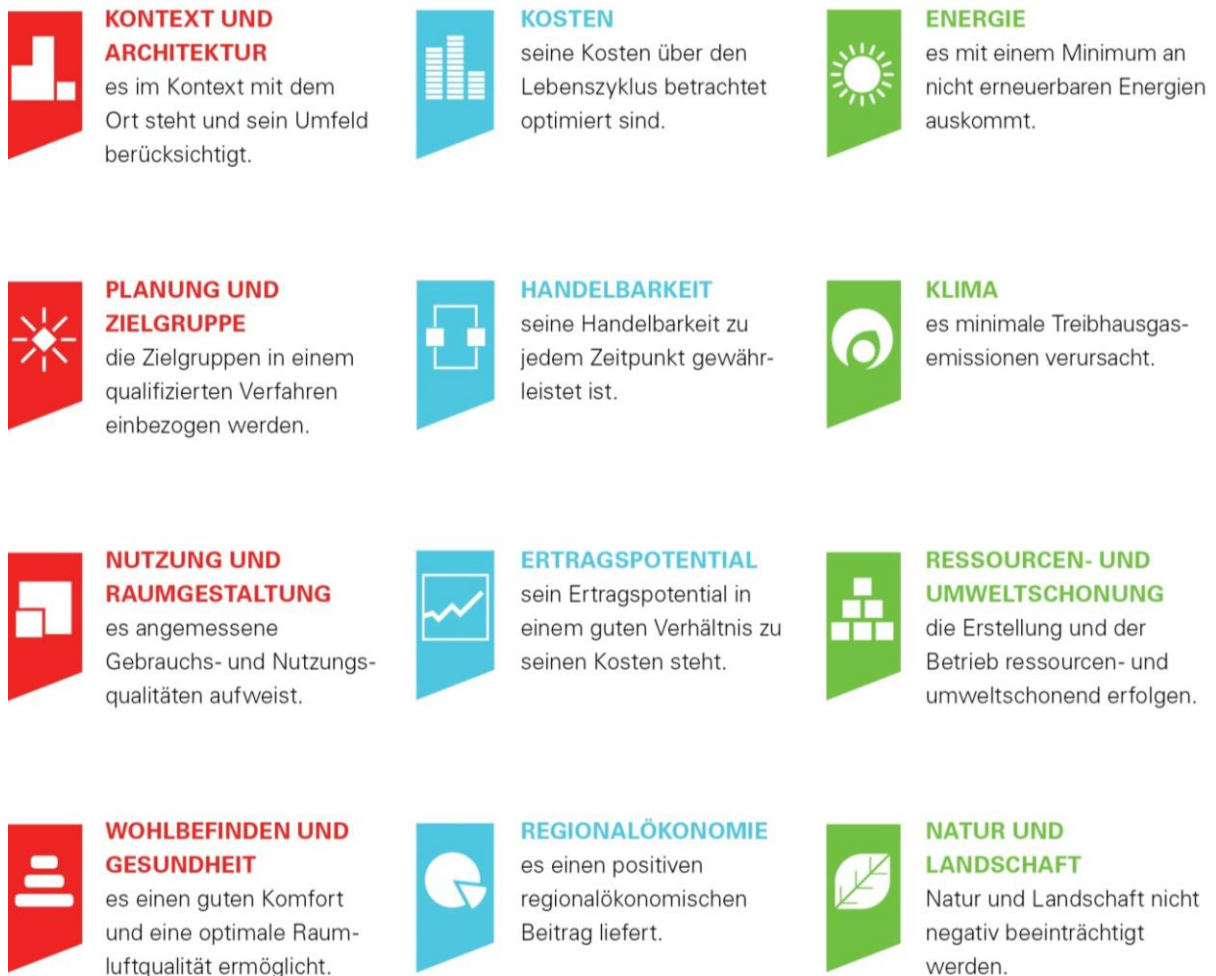 KONTEXT UND
ARCHITEKTUR
es im Kontext mit dem
Ort steht und sein Umfeld
berücksichtigt.
KOSTEN
seine Kosten über den
Lebenszyklus betrachtet
optimiert sind.
ENERGIE
es mit einem Minimum an
nicht erneuerbaren Energien
auskommt.
PLANUNG UND
ZIELGRUPPE
die Zielgruppen in einem
qualifizierten Verfahren
einbezogen werden.
HANDELBARKEIT
seine Handelbarkeit zu
jedem Zeitpunkt gewähr-
leistet ist.
KLIMA
es minimale Treibhausgas-
emissionen verursacht.
NUTZUNG UND
RAUMGESTALTUNG
es angemessene
Gebrauchs- und Nutzungs-
qualitäten aufweist.
ERTRAGSPOTENTIAL
sein Ertragspotential in
einem guten Verhältnis zu
seinen Kosten steht.
RESSOURCEN- UND
UMWELTSCHONUNG
die Erstellung und der
Betrieb ressourcen- und
umweltschonend erfolgen.
WOHLBEFINDEN UND
GESUNDHEIT
es einen guten Komfort
und eine optimale Raum-
luftqualität ermöglicht.
REGIONALÖKONOMIE
es einen positiven
regionalökonomischen
Beitrag liefert.
NATUR UND
LANDSCHAFT
Natur und Landschaft nicht
negativ beeinträchtigt
werden.